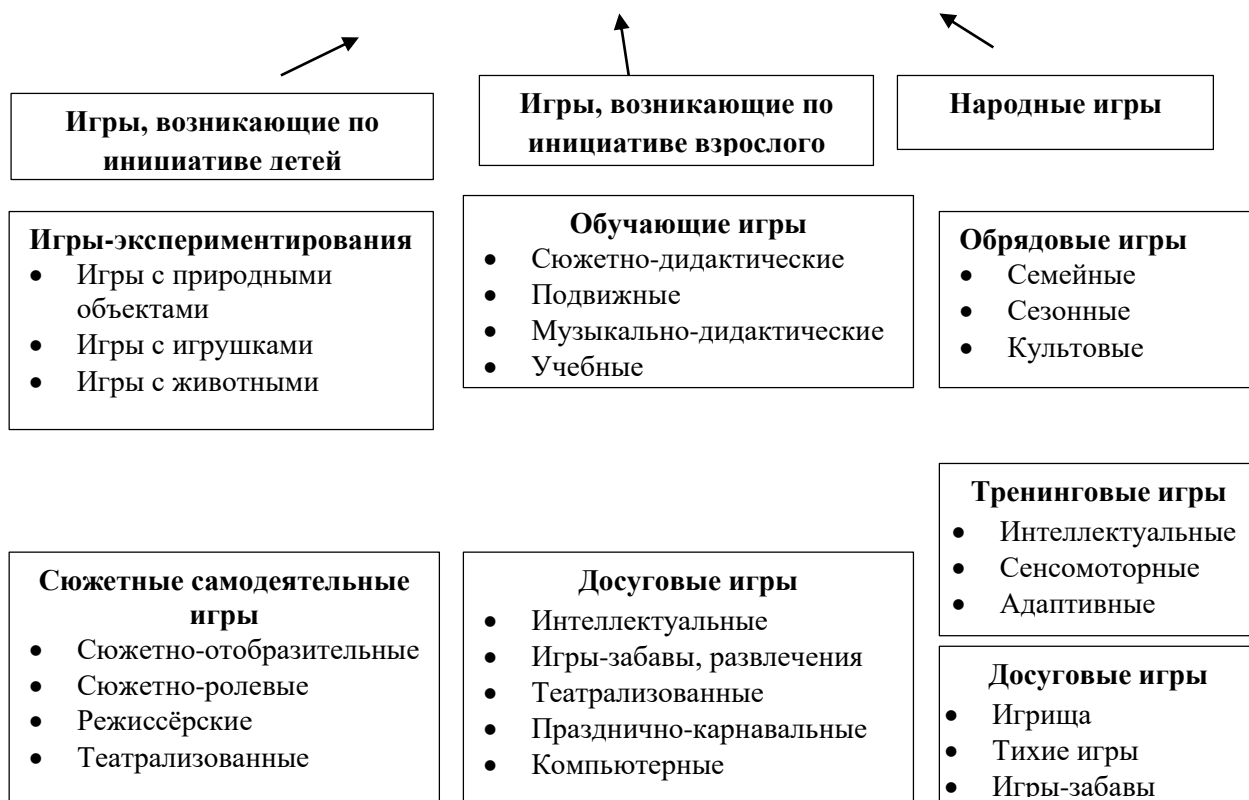 Игры, возникающие по
инициативе детей
Игры, возникающие по
инициативе взрослого
Народные игры
Игры-экспериментирования
• Игры с природными
объектами
• Игры с игрушками
• Игры с животными
Обучающие игры
• Сюжетно-дидактические
• Подвижные
• Музыкально-дидактические
• Учебные
Обрядовые игры
• Семейные
• Сезонные
• Культовые
Тренинговые игры
• Интеллектуальные
• Сенсомоторные
• Адаптивные
Сюжетные самодеятельные
игры
• Сюжетно-отобразительные
• Сюжетно-ролевые
• Режиссёрские
• Театрализованные
Досуговые игры
• Интеллектуальные
• Игры-забавы, развлечения
• Театрализованные
• Празднично-карнавальные
• Компьютерные
Досуговые игры
• Игрища
• Тихие игры
• Игры-забавы